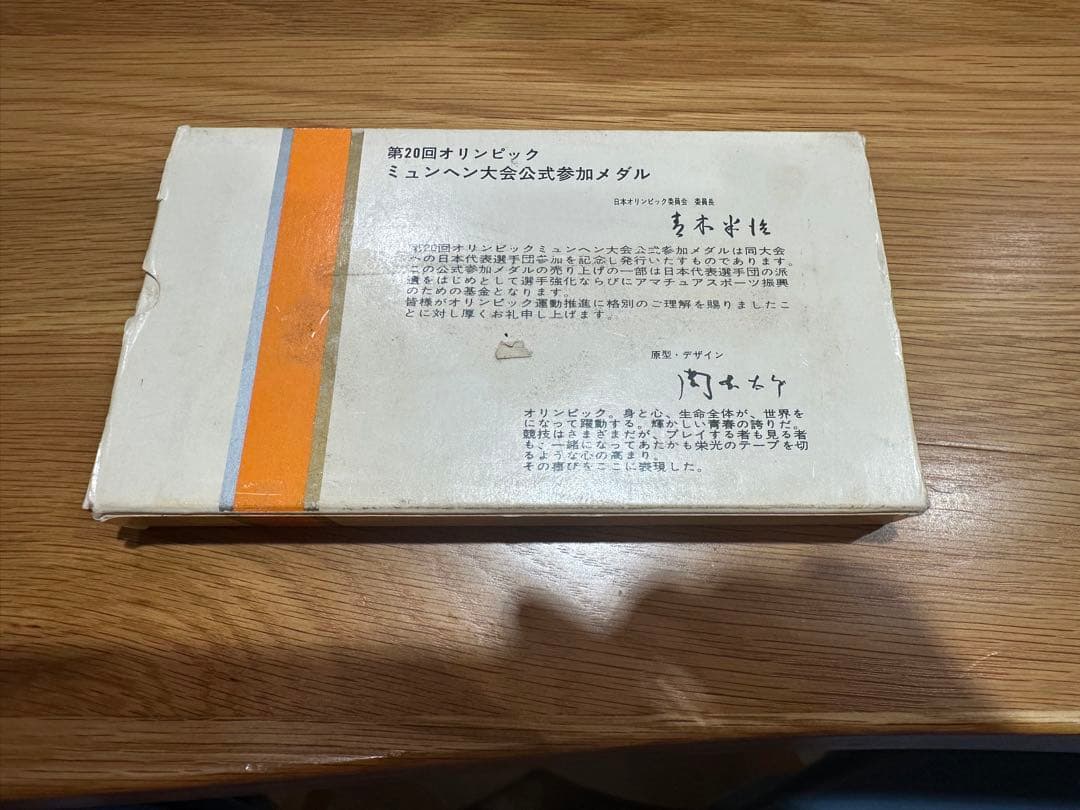 第20回オリンピック
ミュンヘン大会公式参加メダル
日本オリンピック委員会 委員長
青木半治
第20回オリンピックミュンヘン大会公式参加メダルは同大会
への日本代表選手団参加を記念し発行いたすものであります。
この公式参加メダルの売り上げの一部は日本代表選手団の派
遣をはじめとして選手強化ならびにアマチュアスポーツ振興
のための基金となります。
皆様がオリンピック運動推進に格別のご理解を賜りましたこ
とに対し厚くお礼申し上げます。
原型・デザイン
岡本太郎
オリンピック。身と心、生命全体が、世界を
になって躍動する。輝かしい青春の誇りだ。
競技はさまざまだが、プレイする者も見る者
も、一緒になってあたかも栄光のテープを切
るような心の高まり。
その喜びをここに表現した。